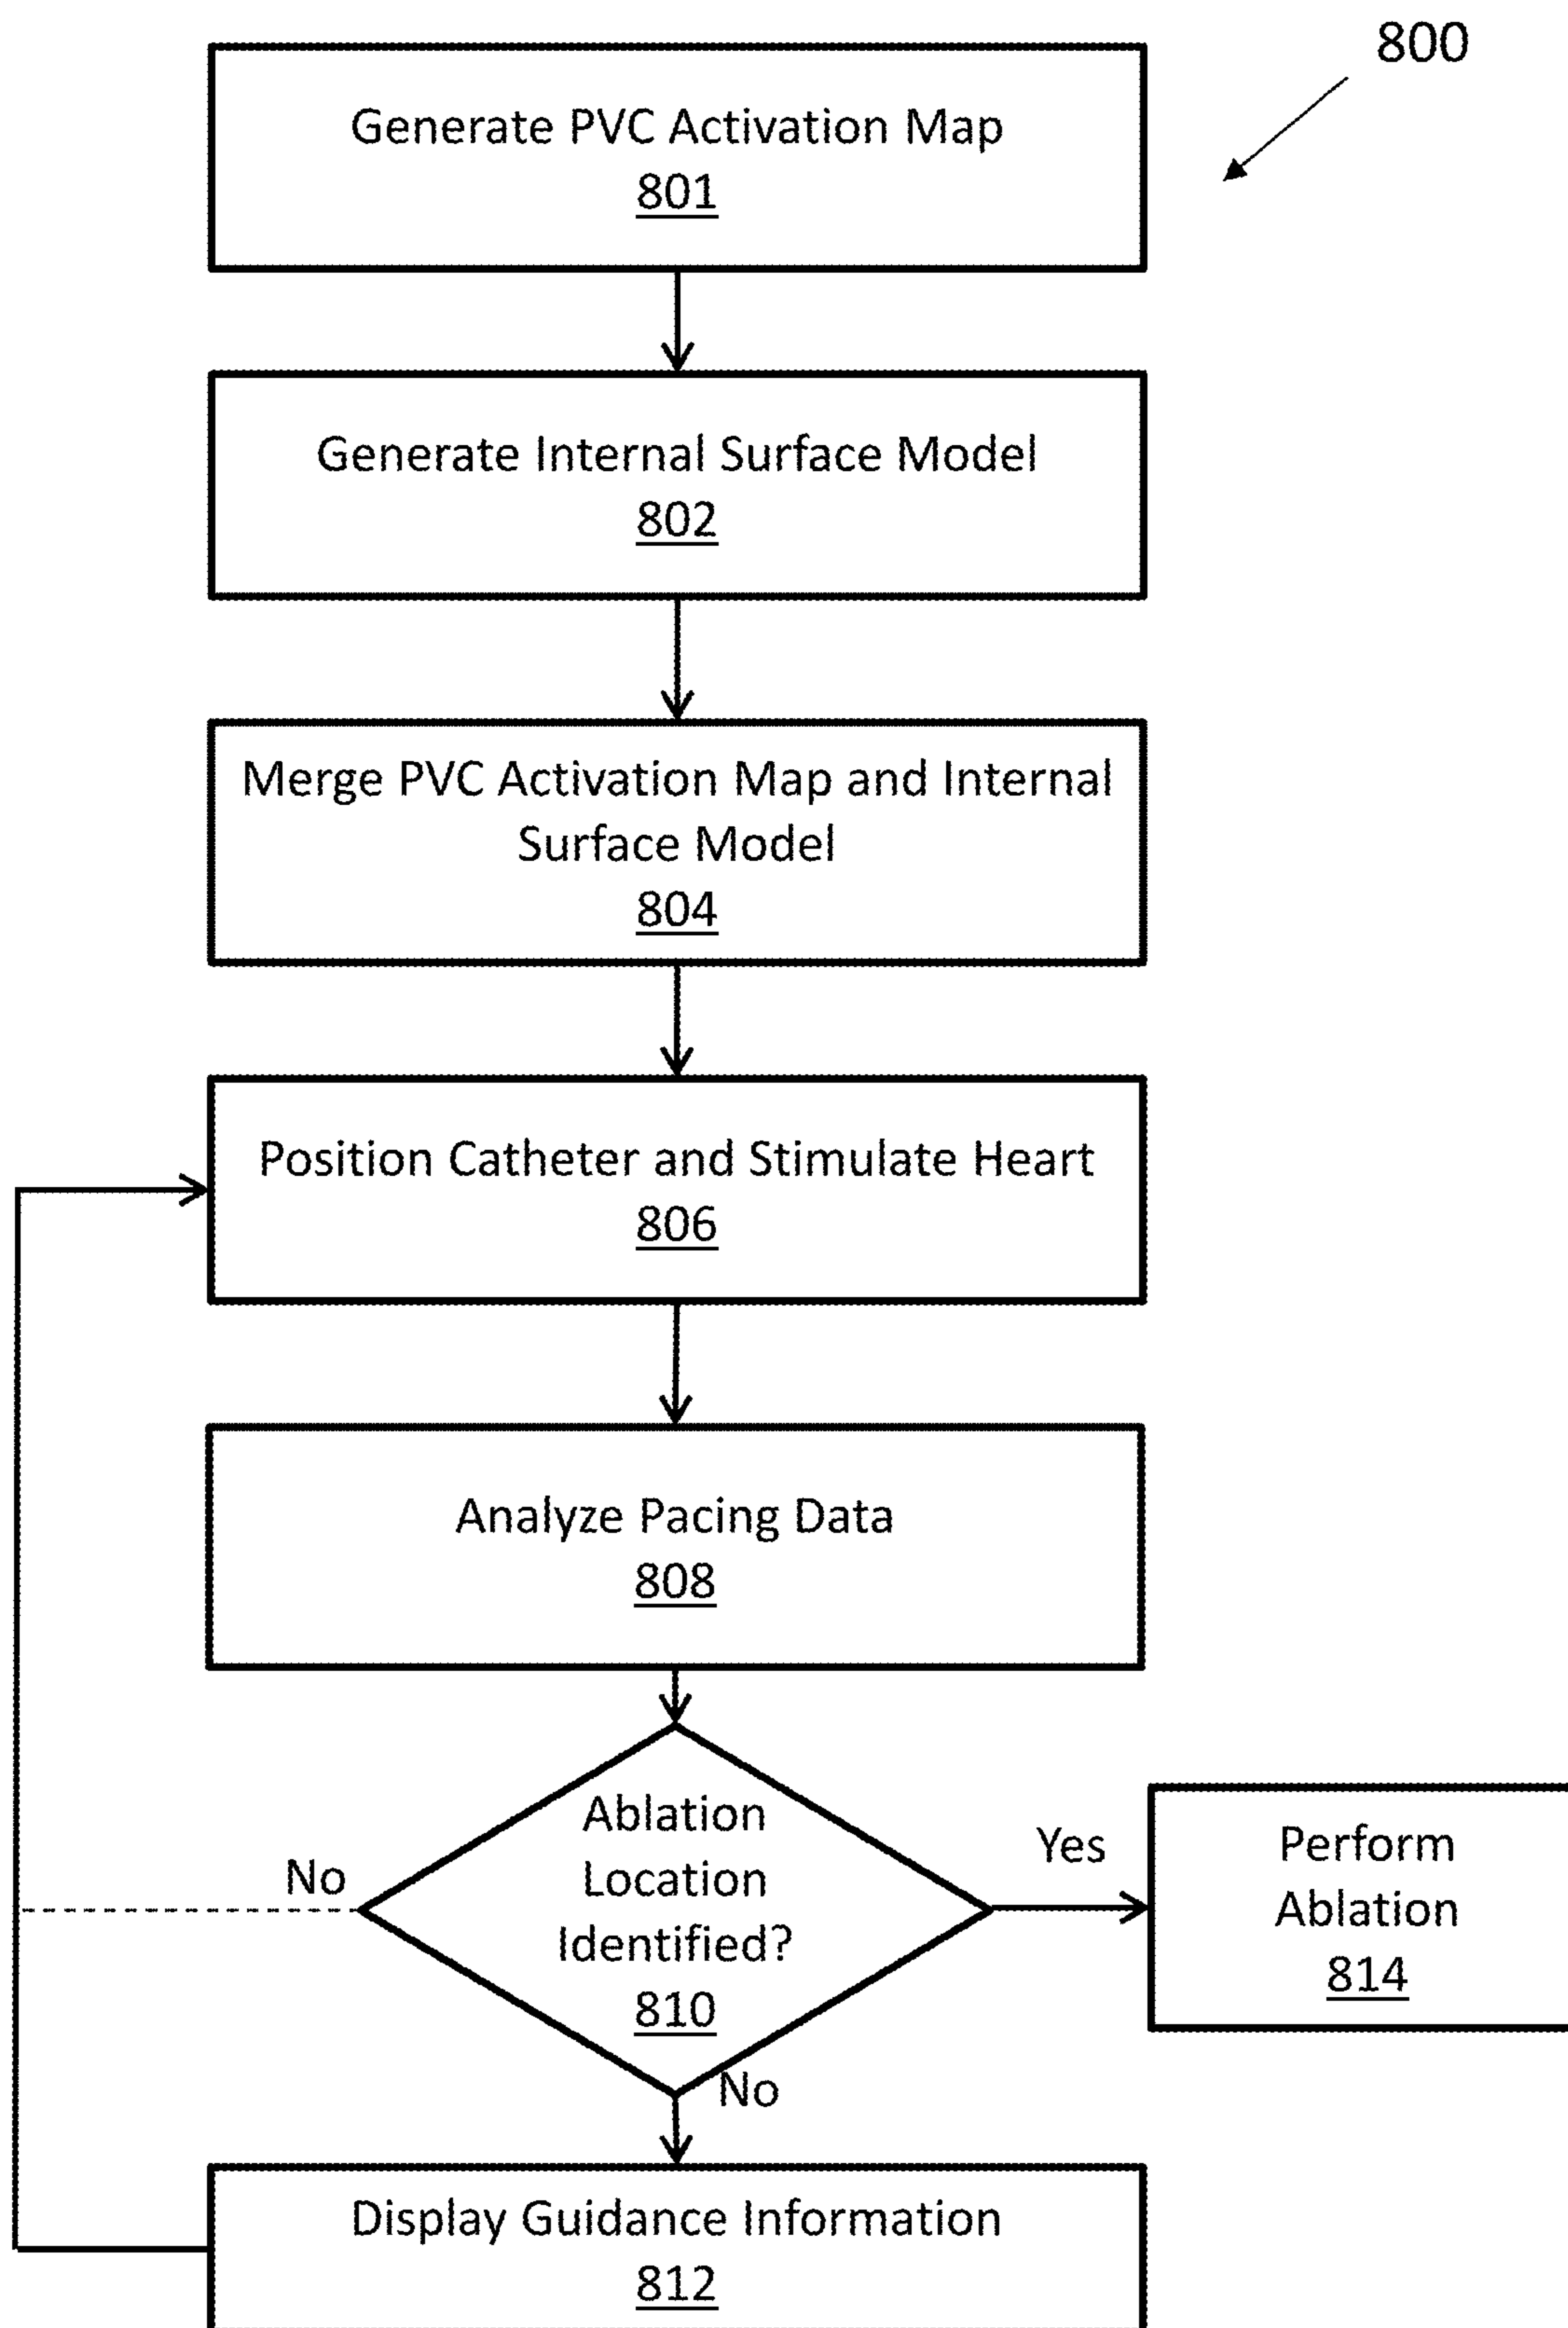 800
Generate PVC Activation Map
801
Generate Internal Surface Model
802
Merge PVC Activation Map and Internal
Surface Model
804
Position Catheter and Stimulate Heart
806
Analyze Pacing Data
808
Ablation
Location
Identified?
810
No
Yes
Perform
Ablation
814
No
Display Guidance Information
812